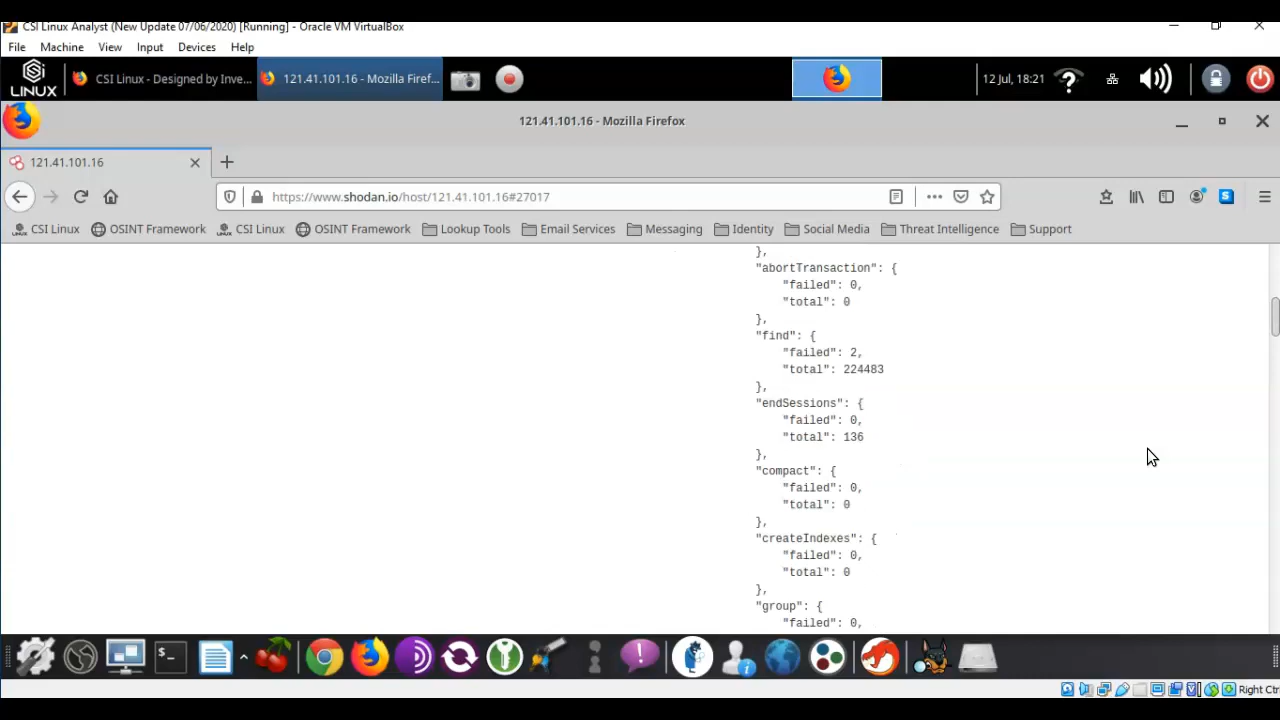 CSI Linux Analyst (New Update 07/06/2020) [Running] - Oracle VM VirtualBox
File Machine View Input Devices Help
LINUX
CSI Linux - Designed by Inve...
121.41.101.16 - Mozilla Firef...
12 Jul, 18:21
121.41.101.16 - Mozilla Firefox
121.41.101.16
https://www.shodan.io/host/121.41.101.16#27017
CSI Linux OSINT Framework CSI Linux OSINT Framework Lookup Tools Email Services Messaging Identity Social Media Threat Intelligence Support
},
"abortTransaction": {
"failed": 0,
"total": 0
},
"find": {
"failed": 2,
"total": 224483
},
"endSessions": {
"failed": 0,
"total": 136
},
"compact": {
"failed": 0,
"total": 0
},
"createIndexes": {
"failed": 0,
"total": 0
},
"group": {
"failed": 0,
Right Ctr